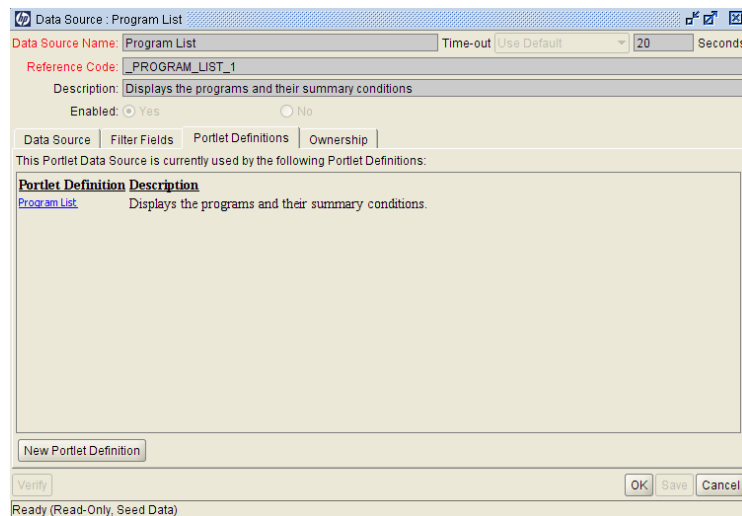 hp Data Source : Program List
Data Source Name: Program List Time-out Use Default 20 Seconds
Reference Code: _PROGRAM_LIST_1
Description: Displays the programs and their summary conditions
Enabled: Yes No
Data Source Filter Fields Portlet Definitions Ownership
This Portlet Data Source is currently used by the following Portlet Definitions:
Portlet Definition Description
Program List Displays the programs and their summary conditions.
New Portlet Definition
Verify OK Save Cancel
Ready (Read-Only, Seed Data)